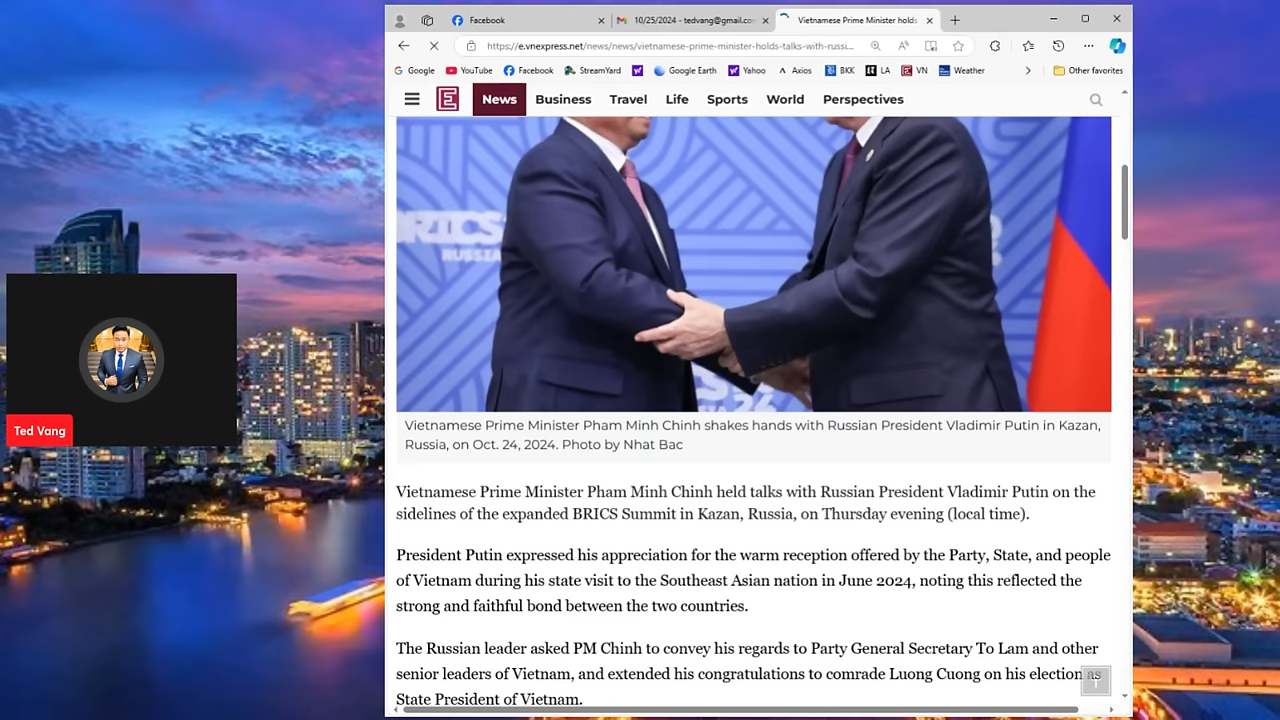 Facebook
10/25/2024 - tedvang@gmail.co
Vietnamese Prime Minister holds
https://e.vnexpress.net/news/news/vietnamese-prime-minister-holds-talks-with-russi...
Google YouTube Facebook StreamYard Google Earth Yahoo Axios BKK LA VN Weather Other favorites
News Business Travel Life Sports World Perspectives
BRICS
RUSSIA
Vietnamese Prime Minister Pham Minh Chinh shakes hands with Russian President Vladimir Putin in Kazan,
Russia, on Oct. 24, 2024. Photo by Nhat Bac
Vietnamese Prime Minister Pham Minh Chinh held talks with Russian President Vladimir Putin on the
sidelines of the expanded BRICS Summit in Kazan, Russia, on Thursday evening (local time).
President Putin expressed his appreciation for the warm reception offered by the Party, State, and people
of Vietnam during his state visit to the Southeast Asian nation in June 2024, noting this reflected the
strong and faithful bond between the two countries.
The Russian leader asked PM Chinh to convey his regards to Party General Secretary To Lam and other
senior leaders of Vietnam, and extended his congratulations to comrade Luong Cuong on his election as
State President of Vietnam.
Ted Vang